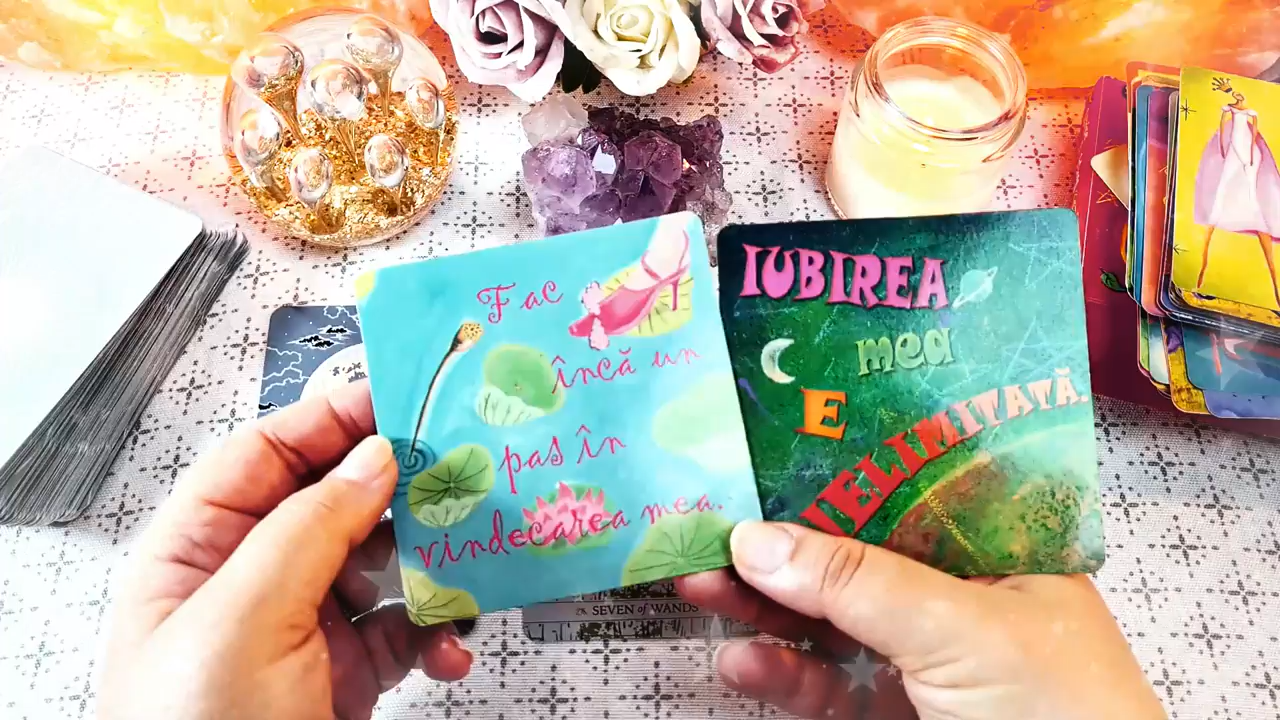 Fac
încă un
pas în
vindecarea mea.
IUBIREA
mea
E
NELIMITATĂ.
SEVEN of WANDS